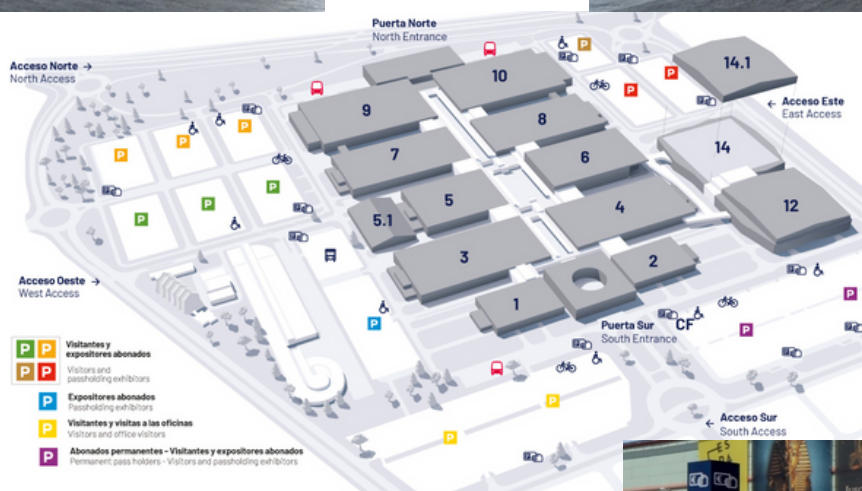 Puerta Norte
North Entrance
Acceso Norte →
North Access
P
14.1
10
← Acceso Este
East Access
P
P
9
8
P
P
P
7
6
14
P
P
P
5
5.1
4
12
3
Acceso Oeste →
West Access
2
1
P
P
Puerta Sur
South Entrance
CF
P
P P
P P
Visitantes y
expositores abonados
Visitors and
passholding exhibitors
P
Expositores abonados
Passholding exhibitors
P
Visitantes y visitas a las oficinas
Visitors and office visitors
P
Abonados permanentes - Visitantes y expositores abonados
Permanent pass holders - Visitors and passholding exhibitors
P
P
← Acceso Sur
South Access